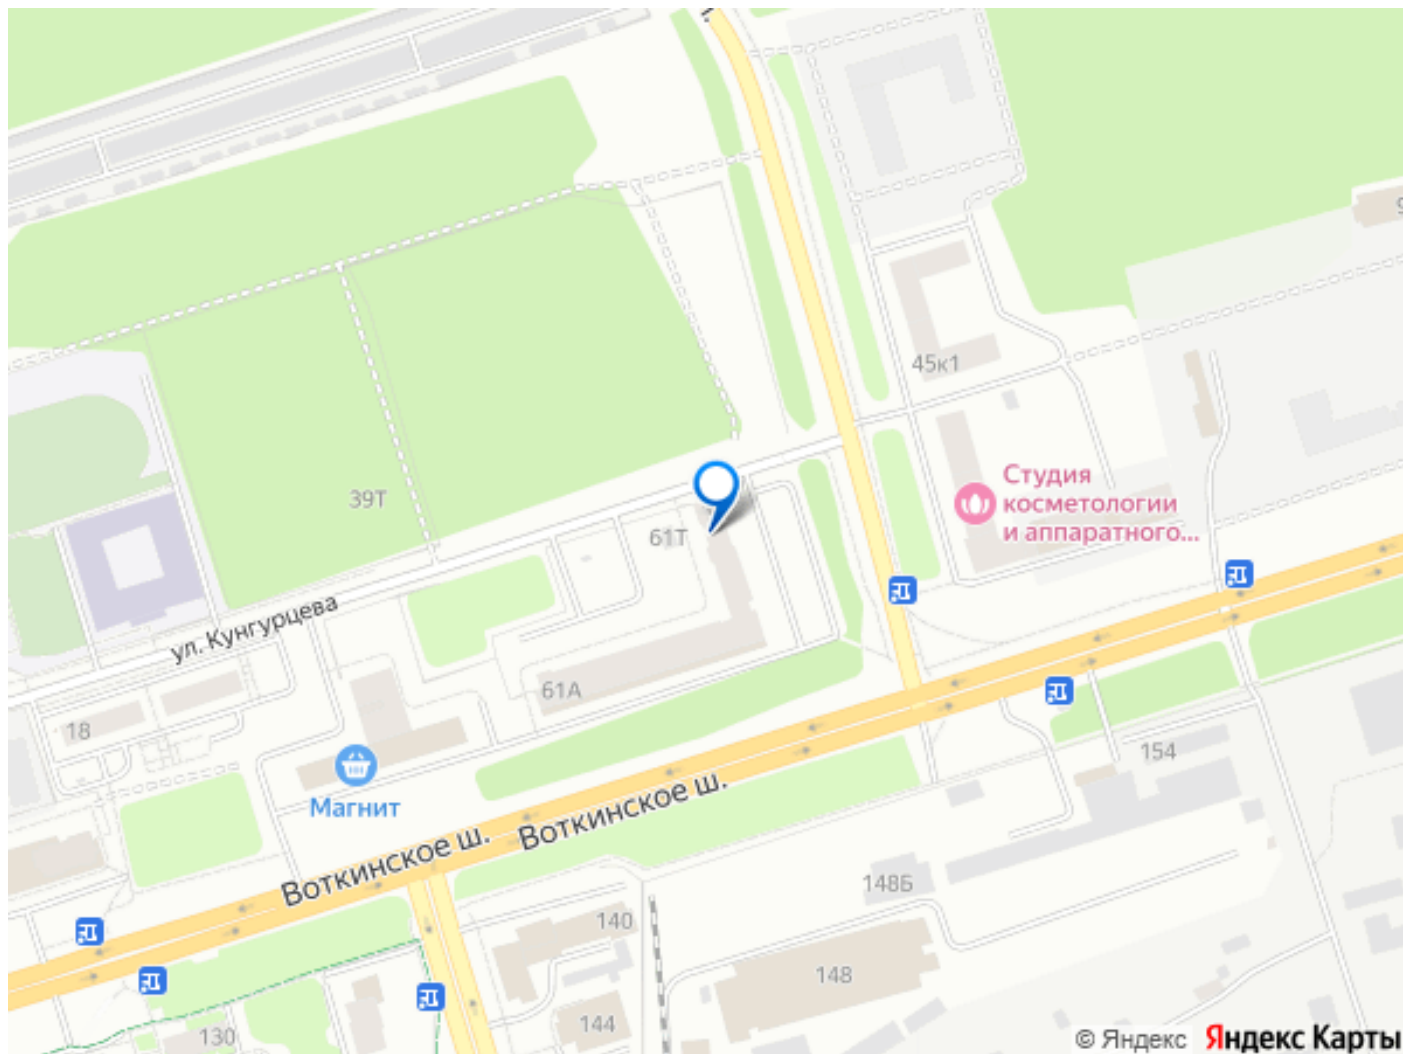 45к1
Студия
косметологии
и аппаратного...
39Т
61Т
ул. Кунгурцева
61А
18
154
Магнит
Воткинское ш.
Воткинское ш.
148Б
140
148
144
130
© Яндекс Яндекс Карты